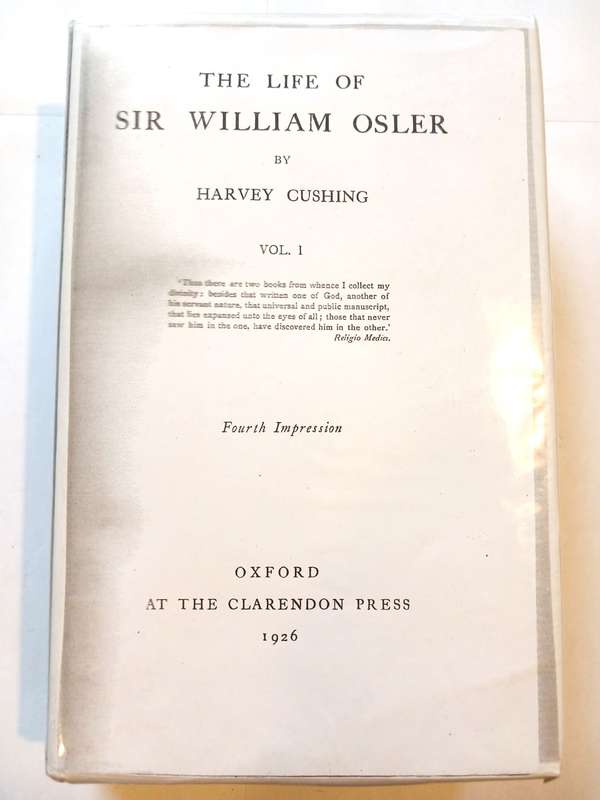 THE LIFE OF
SIR WILLIAM OSLER
BY
HARVEY CUSHING
VOL. I
'Thus there are two books from whence I collect my
divinity: besides that written one of God, another of
his servant nature, that universal and public manuscript,
that lies expansed unto the eyes of all; those that never
saw him in the one, have discovered him in the other.'
Religio Medici.
Fourth Impression
OXFORD
AT THE CLARENDON PRESS
1926